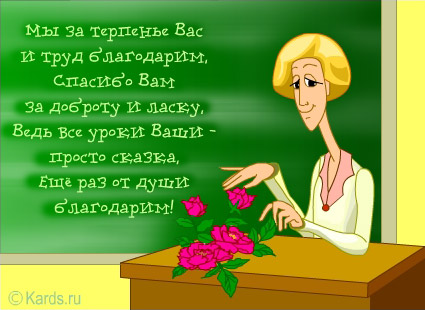 Мы за терпенье Вас
и труд благодарим,
Спасибо Вам
за доброту и ласку,
Ведь все уроки Ваши –
просто сказка,
Ещё раз от души
благодарим!
© Kards.ru